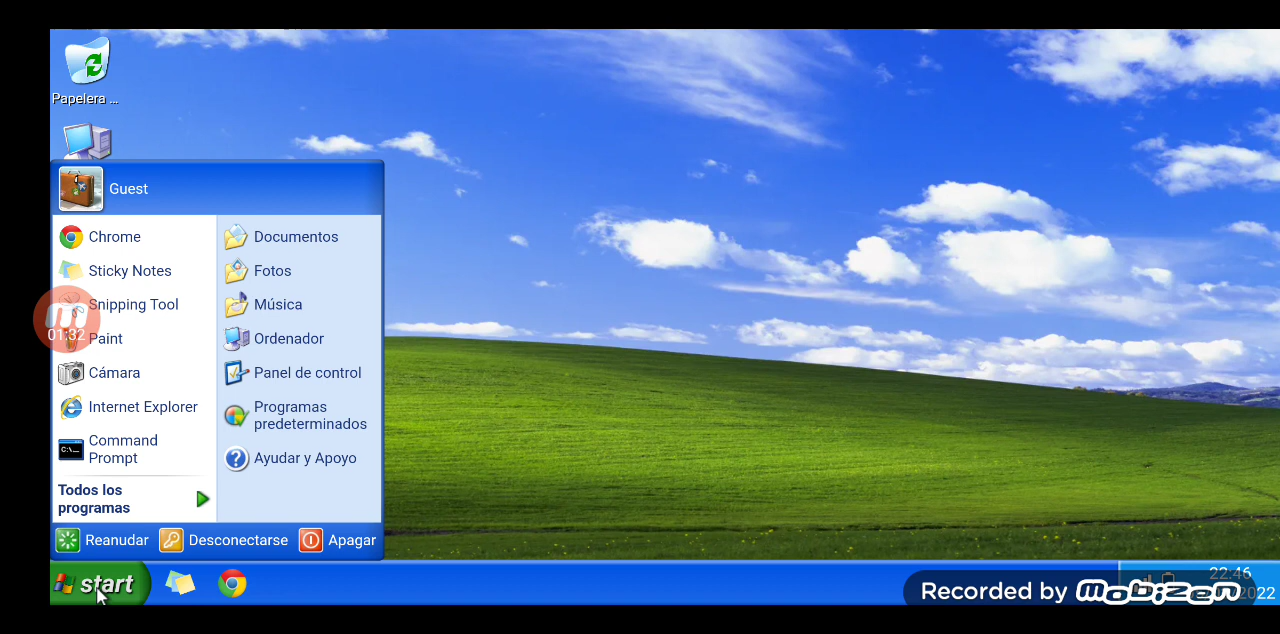 Papelera ...
Guest
Chrome
Sticky Notes
Snipping Tool
01:32
Paint
Cámara
Internet Explorer
C:\...
Command
Prompt
Todos los
programas
Documentos
Fotos
Música
Ordenador
Panel de control
Programas
predeterminados
Ayudar y Apoyo
Reanudar
Desconectarse
Apagar
start
22:46
2022
Recorded by Mobizen